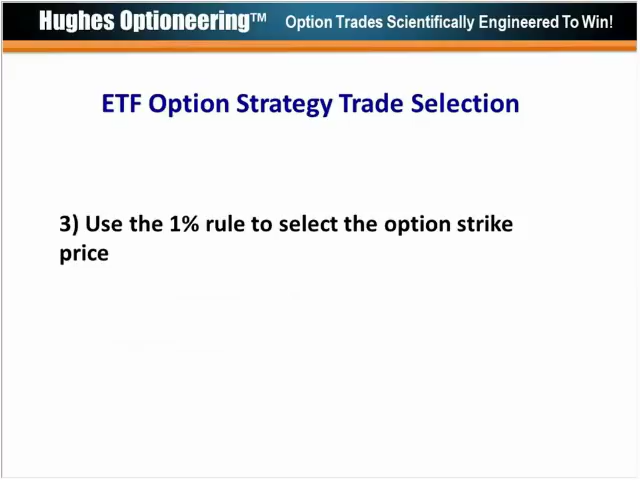 Hughes Optioneering™ Option Trades Scientifically Engineered To Win!
ETF Option Strategy Trade Selection
3) Use the 1% rule to select the option strike
price